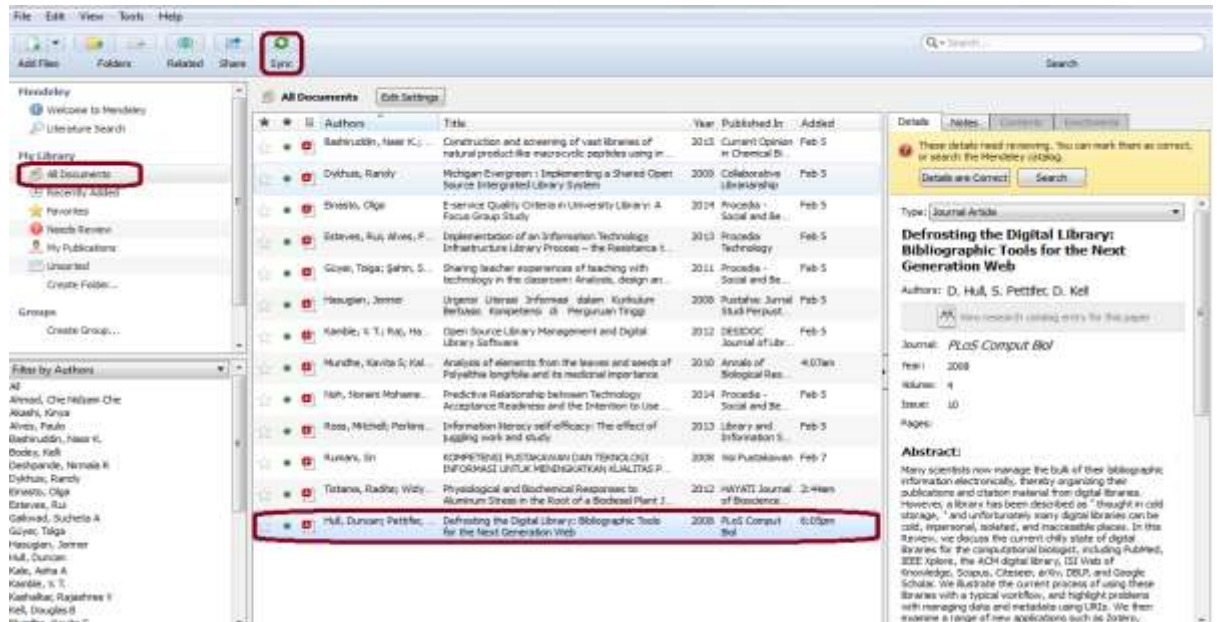 File Edit View Tools Help
Add Files Folders Related Share Sync Search
Mendeley
Welcome to Mendeley
Literature Search
My Library
All Documents
Recently Added
Favorites
Needs Review
My Publications
Unsorted
Create Folder...
Groups
Create Group...
Filter by Authors
All
Ahmad, Che Nidzam Che
Akashi, Kinya
Alves, Paulo
Bashiruddin, Naer K.
Bodey, Kelli
Deshpande, Nirmala R
Dykhuis, Randy
Einasto, Olga
Esteves, Rui
Gaikwad, Sucheta A
Güyer, Tolga
Hasugian, Jonner
Hull, Duncan
Kale, Asha A
Kamble, V. T.
Kashalkar, Rajashree V
Kell, Douglas B
All Documents Edit Settings
Authors Title Year Published In Added
Bashiruddin, Naer K.; Construction and screening of vast libraries of 2015 Current Opinion Feb 5
natural product-like macrocyclic peptides using in ... in Chemical Bi...
Dykhuis, Randy Michigan Evergreen : Implementing a Shared Open 2009 Collaborative Feb 5
Source Intergrated Library System Librarianship
Einasto, Olga E-service Quality Criteria in University Library: A 2014 Procedia - Feb 5
Focus Group Study Social and Be...
Esteves, Rui; Alves, P... Implementation of an Information Technology 2013 Procedia Feb 5
Infrastructure Library Process – the Resistance t... Technology
Güyer, Tolga; Şahin, S... Sharing teacher experiences of teaching with 2011 Procedia - Feb 5
technology in the classroom: Analysis, design an... Social and Be...
Hasugian, Jonner Urgensi Literasi Informasi dalam Kurikulum 2008 Pustaha: Jurnal Feb 5
Berbasis Kompetensi di Perguruan Tinggi Studi Perpust...
Kamble, V. T.; Raj, Ha... Open Source Library Management and Digital 2012 DESIDOC Feb 5
Library Software Journal of Libr...
Mundhe, Kavita S; Kal... Analysis of elements from the leaves and seeds of 2010 Annals of 4:07am
Polyalthia longifolia and its medicinal importance Biological Res...
Noh, Noraini Mohame... Predictive Relationship between Technology 2014 Procedia - Feb 5
Acceptance Readiness and the Intention to Use ... Social and Be...
Ross, Mitchell; Perkins... Information literacy self-efficacy: The effect of 2013 Library and Feb 5
juggling work and study Information S...
Rumani, Sri KOMPETENSI PUSTAKAWAN DAN TEKNOLOGI 2008 Visi Pustakawan Feb 7
INFORMASI UNTUK MENINGKATKAN KUALITAS P...
Tistama, Radite; Widy... Physiological and Biochemical Responses to 2012 HAYATI Journal 2:44am
Aluminum Stress in the Root of a Biodiesel Plant J... of Bioscience...
Hull, Duncan; Pettifer, ... Defrosting the Digital Library: Bibliographic Tools 2008 PLoS Comput 6:05pm
for the Next Generation Web Biol
Details Notes Contents
These details need reviewing. You can mark them as correct,
or search the Mendeley catalog.
Details are Correct Search
Type: Journal Article
Defrosting the Digital Library:
Bibliographic Tools for the Next
Generation Web
Authors: D. Hull, S. Pettifer, D. Kell
View research catalog entry for this paper
Journal: PLoS Comput Biol
Year: 2008
Volume: 4
Issue: 10
Pages:
Abstract:
Many scientists now manage the bulk of their bibliographic
information electronically, thereby organizing their
publications and citation material from digital libraries.
However, a library has been described as "thought in cold
storage," and unfortunately many digital libraries can be
cold, impersonal, isolated, and inaccessible places. In this
Review, we discuss the current chilly state of digital
libraries for the computational biologist, including PubMed,
IEEE Xplore, the ACM digital library, ISI Web of
Knowledge, Scopus, Citeseer, arXiv, DBLP, and Google
Scholar. We illustrate the current process of using these
libraries with a typical workflow, and highlight problems
with managing data and metadata using URIs. We then
examine a range of new applications such as Zotero,